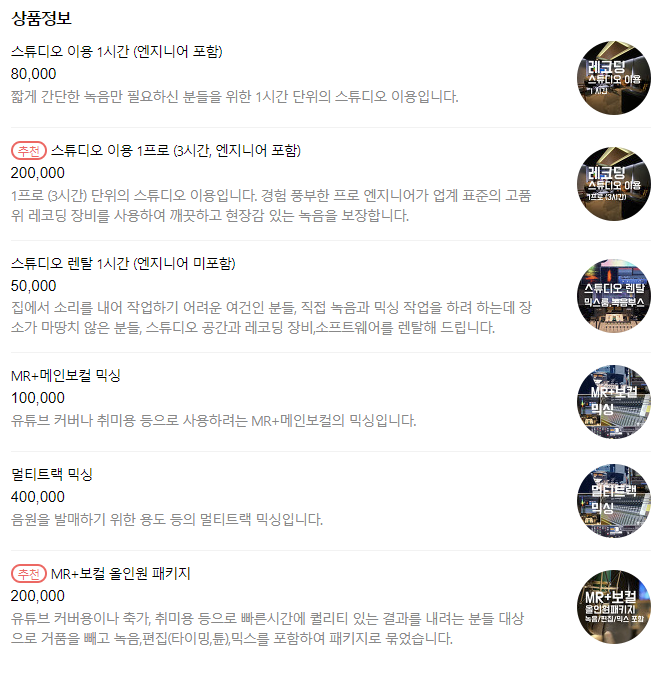 상품정보
스튜디오 이용 1시간 (엔지니어 포함)
80,000
짧게 간단한 녹음만 필요하신 분들을 위한 1시간 단위의 스튜디오 이용입니다.
레코딩
스튜디오 이용
1 시간
추천 스튜디오 이용 1프로 (3시간, 엔지니어 포함)
200,000
1프로 (3시간) 단위의 스튜디오 이용입니다. 경험 풍부한 프로 엔지니어가 업계 표준의 고품
위 레코딩 장비를 사용하여 깨끗하고 현장감 있는 녹음을 보장합니다.
레코딩
스튜디오 이용
1프로 (3시간)
스튜디오 렌탈 1시간 (엔지니어 미포함)
50,000
집에서 소리를 내어 작업하기 어려운 여건인 분들, 직접 녹음과 믹싱 작업을 하려 하는데 장
소가 마땅치 않은 분들, 스튜디오 공간과 레코딩 장비,소프트웨어를 렌탈해 드립니다.
스튜디오 렌탈
믹스룸,녹음부스
MR+메인보컬 믹싱
100,000
유튜브 커버나 취미용 등으로 사용하려는 MR+메인보컬의 믹싱입니다.
MR+보컬
믹싱
멀티트랙 믹싱
400,000
음원을 발매하기 위한 용도 등의 멀티트랙 믹싱입니다.
멀티트랙
믹싱
추천 MR+보컬 올인원 패키지
200,000
유튜브 커버용이나 축가, 취미용 등으로 빠른시간에 퀄리티 있는 결과를 내려는 분들 대상
으로 거품을 빼고 녹음,편집(타이밍,튠),믹스를 포함하여 패키지로 묶었습니다.
MR+보컬
올인원패키지
녹음/편집/믹스 포함